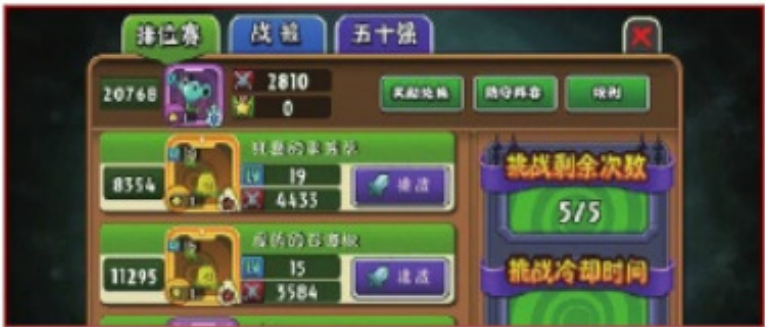 排位赛 战报 五十强
20768 2810
0
奖励兑换 防守阵容 规则
8354 LV 19 4433 挑战
11295 LV 15 3584 挑战
挑战剩余次数
5/5
挑战冷却时间